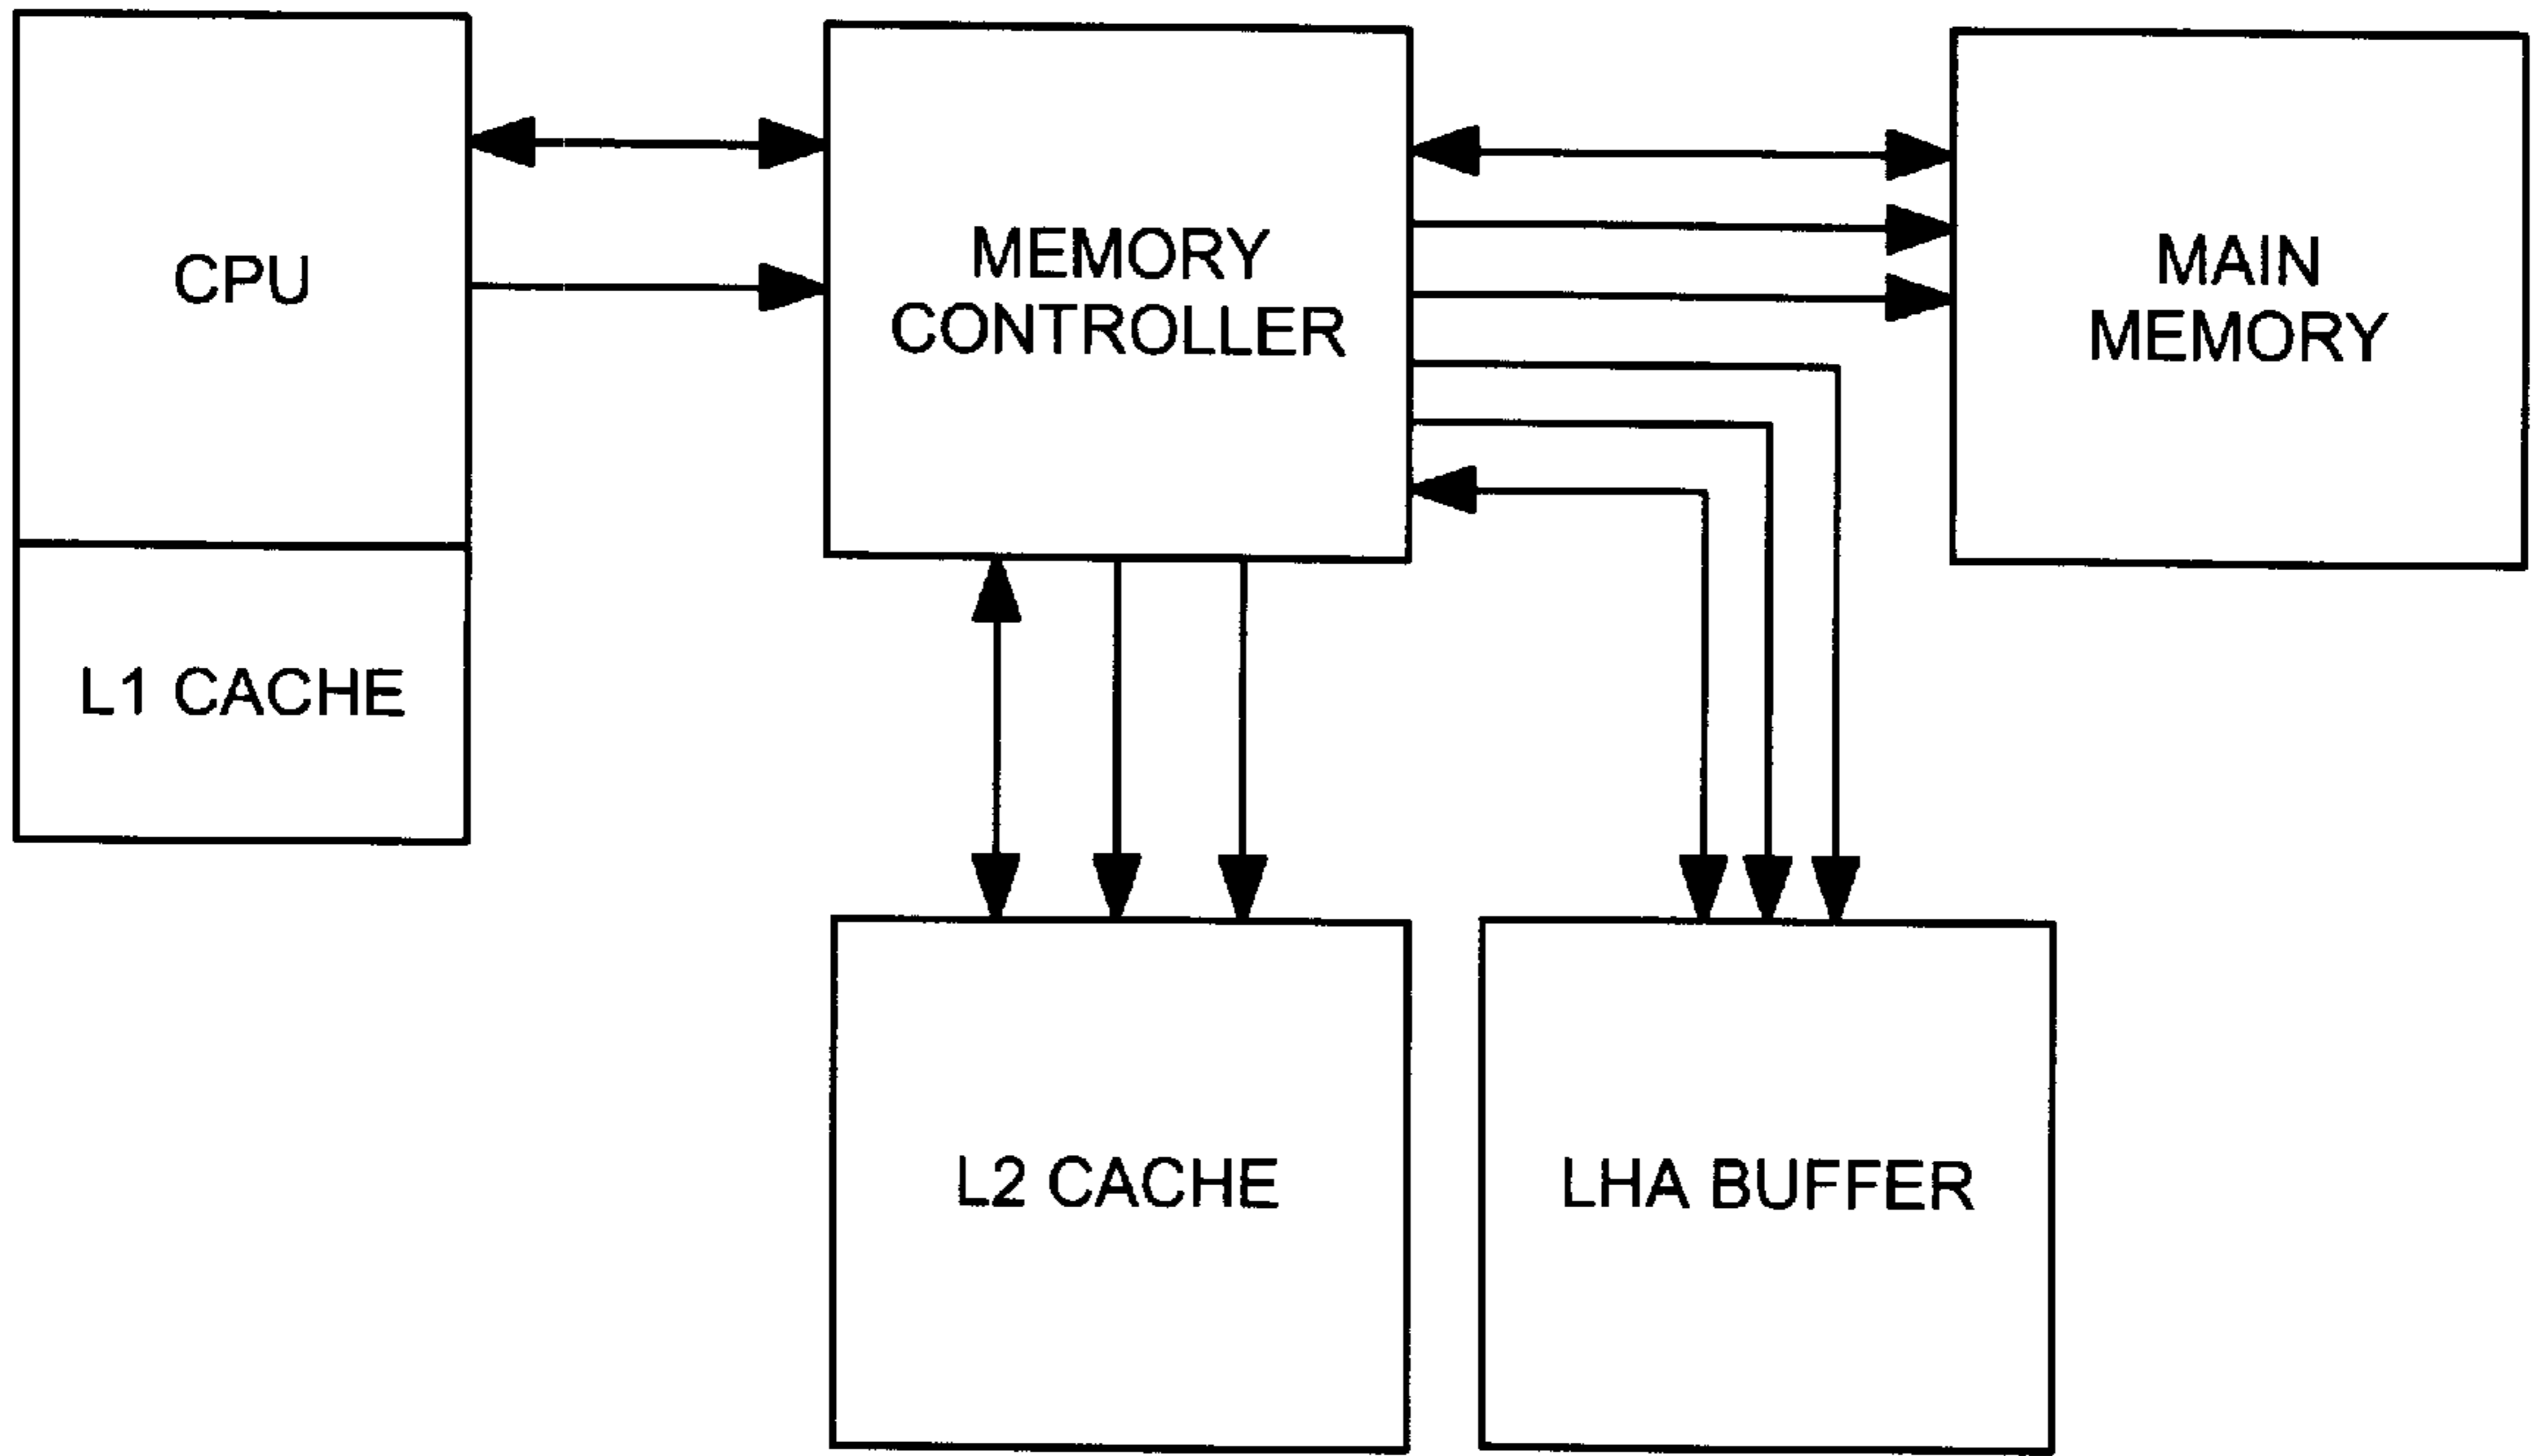 CPU
L1 CACHE
MEMORY
CONTROLLER
MAIN
MEMORY
L2 CACHE
LHA BUFFER